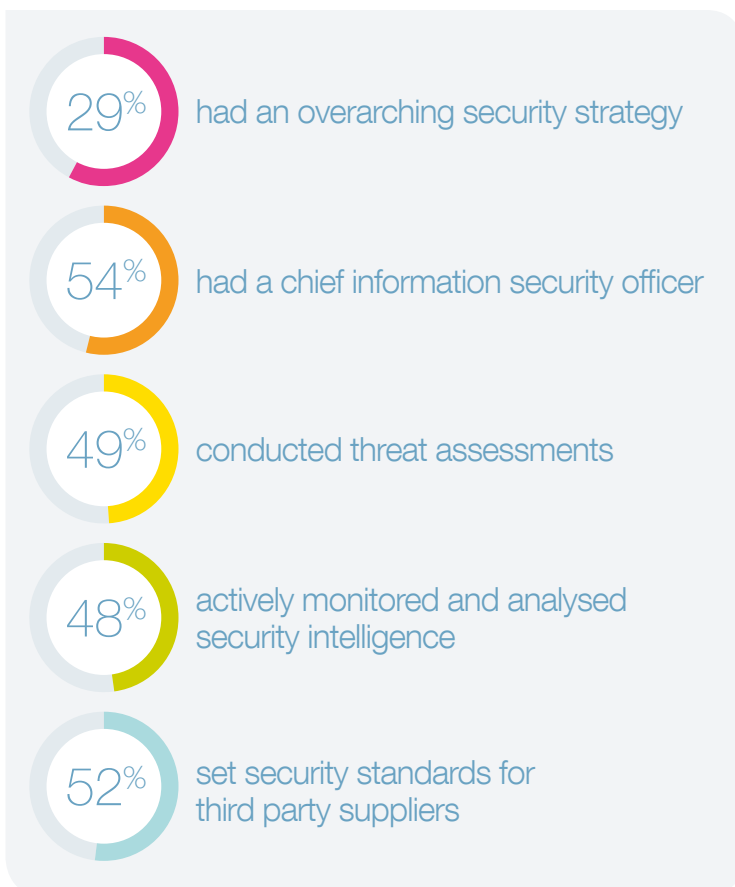 29%
had an overarching security strategy
54%
had a chief information security officer
49%
conducted threat assessments
48%
actively monitored and analysed
security intelligence
52%
set security standards for
third party suppliers